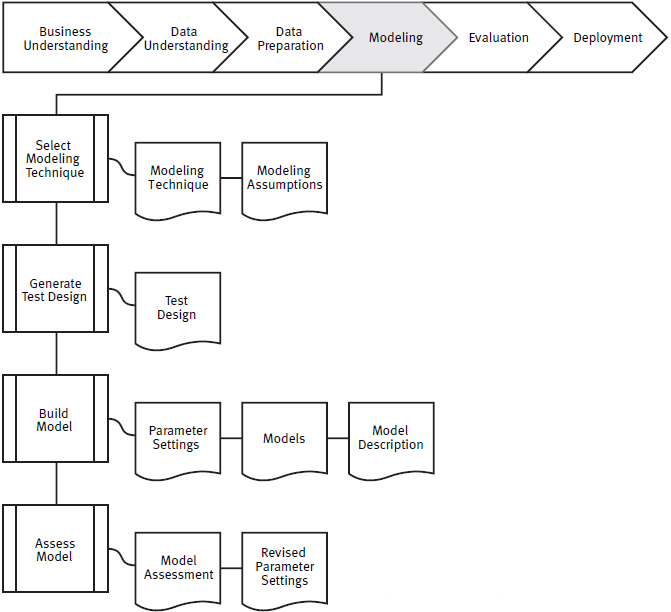 Business
Understanding
Data
Understanding
Data
Preparation
Modeling
Evaluation
Deployment
Select
Modeling
Technique
Modeling
Technique
Modeling
Assumptions
Generate
Test Design
Test
Design
Build
Model
Parameter
Settings
Models
Model
Description
Assess
Model
Model
Assessment
Revised
Parameter
Settings